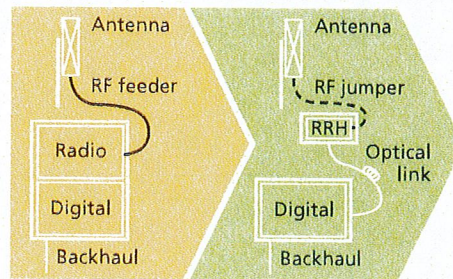 Antenna
RF feeder
Radio
Digital
Backhaul
Antenna
RF jumper
RRH
Optical
link
Digital
Backhaul